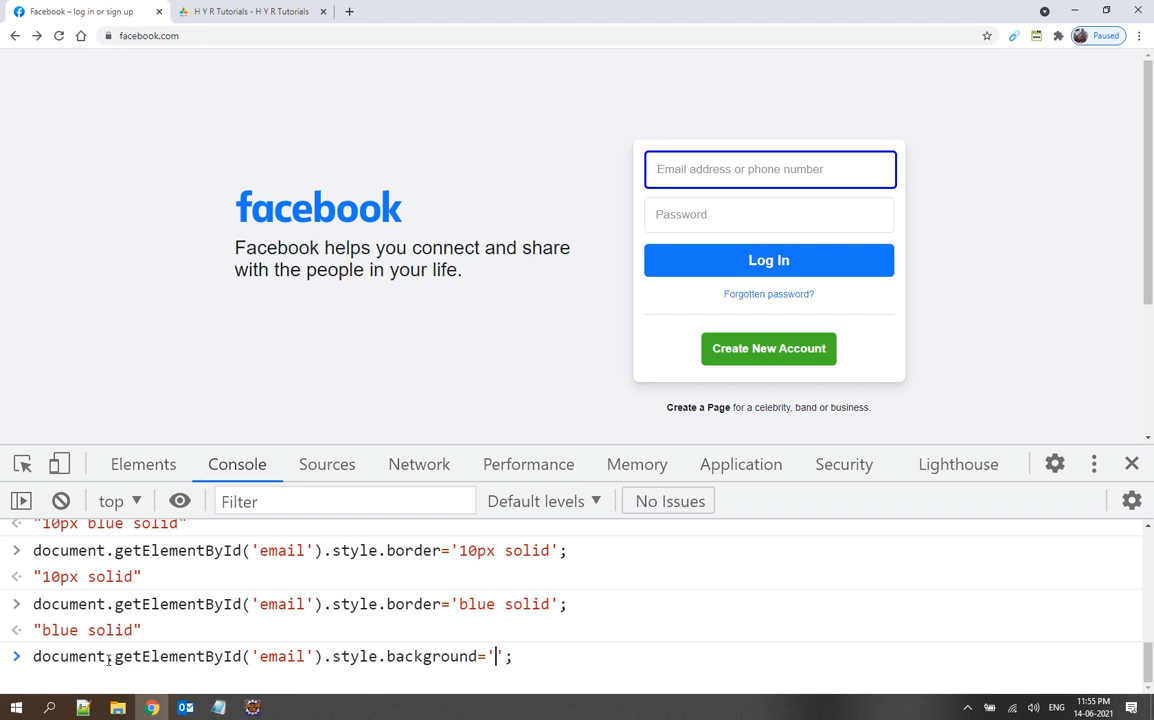 Facebook – log in or sign up
H Y R Tutorials - H Y R Tutorials
facebook.com
Paused
facebook
Facebook helps you connect and share
with the people in your life.
Email address or phone number
Password
Log In
Forgotten password?
Create New Account
Create a Page for a celebrity, band or business.
Elements Console Sources Network Performance Memory Application Security Lighthouse
top Filter Default levels No Issues
"10px blue solid"
document.getElementById('email').style.border='10px solid';
"10px solid"
document.getElementById('email').style.border='blue solid';
"blue solid"
document.getElementById('email').style.background='';
ENG
11:55 PM
14-06-2021